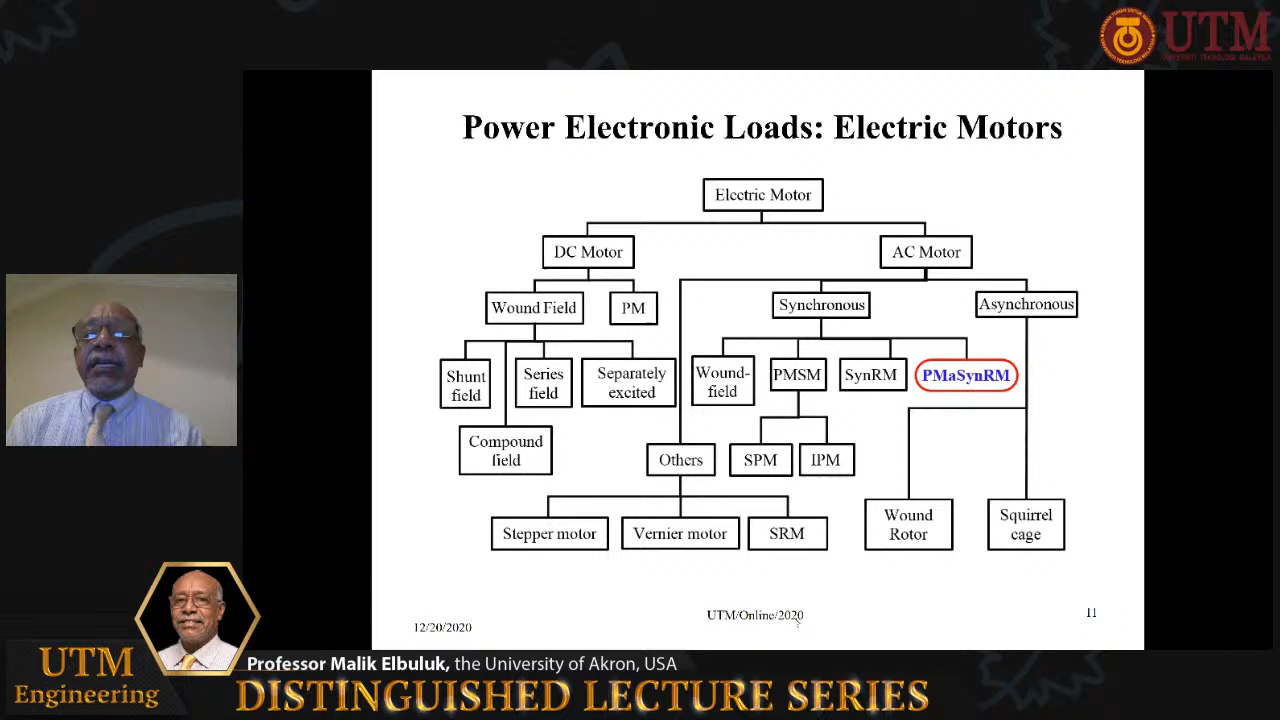 UTM
UNIVERSITI TEKNOLOGI MALAYSIA
Power Electronic Loads: Electric Motors
Electric Motor
DC Motor
AC Motor
Wound Field
PM
Synchronous
Asynchronous
Shunt
field
Series
field
Separately
excited
Wound-
field
PMSM
SynRM
PMaSynRM
Compound
field
Others
SPM
IPM
Stepper motor
Vernier motor
SRM
Wound
Rotor
Squirrel
cage
12/20/2020
UTM/Online/2020
11
UTM
Engineering
Professor Malik Elbuluk, the University of Akron, USA
DISTINGUISHED LECTURE SERIES